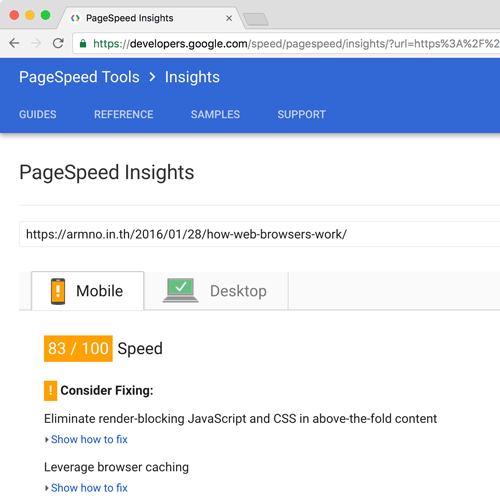 PageSpeed Insights
https://developers.google.com/speed/pagespeed/insights/?url=https%3A%2F%2
PageSpeed Tools > Insights
GUIDES REFERENCE SAMPLES SUPPORT
PageSpeed Insights
https://armno.in.th/2016/01/28/how-web-browsers-work/
Mobile Desktop
83 / 100 Speed
! Consider Fixing:
Eliminate render-blocking JavaScript and CSS in above-the-fold content
Show how to fix
Leverage browser caching
Show how to fix